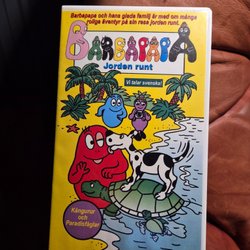 Barbapapa och hans glada familj är med om många
roliga äventyr på sin resa jorden runt.
BARBAPAPA
Jorden runt
Vi talar svenska!
Kängurur
och
Paradisfåglar